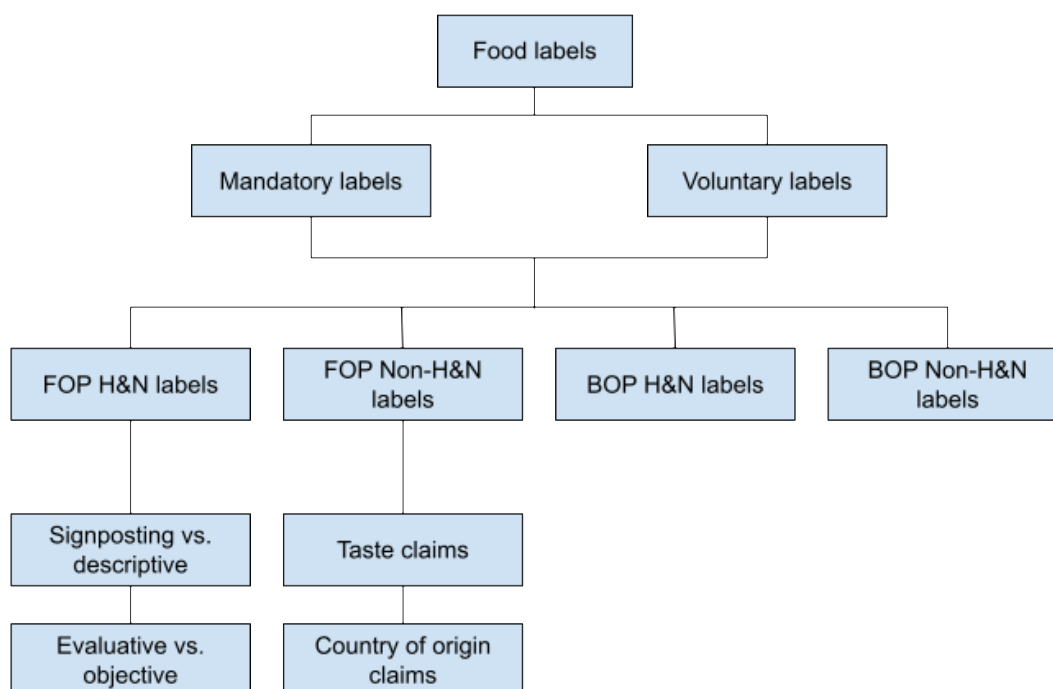 Food labels
Mandatory labels
Voluntary labels
FOP H&N labels
FOP Non-H&N
labels
BOP H&N labels
BOP Non-H&N
labels
Signposting vs.
descriptive
Taste claims
Evaluative vs.
objective
Country of origin
claims